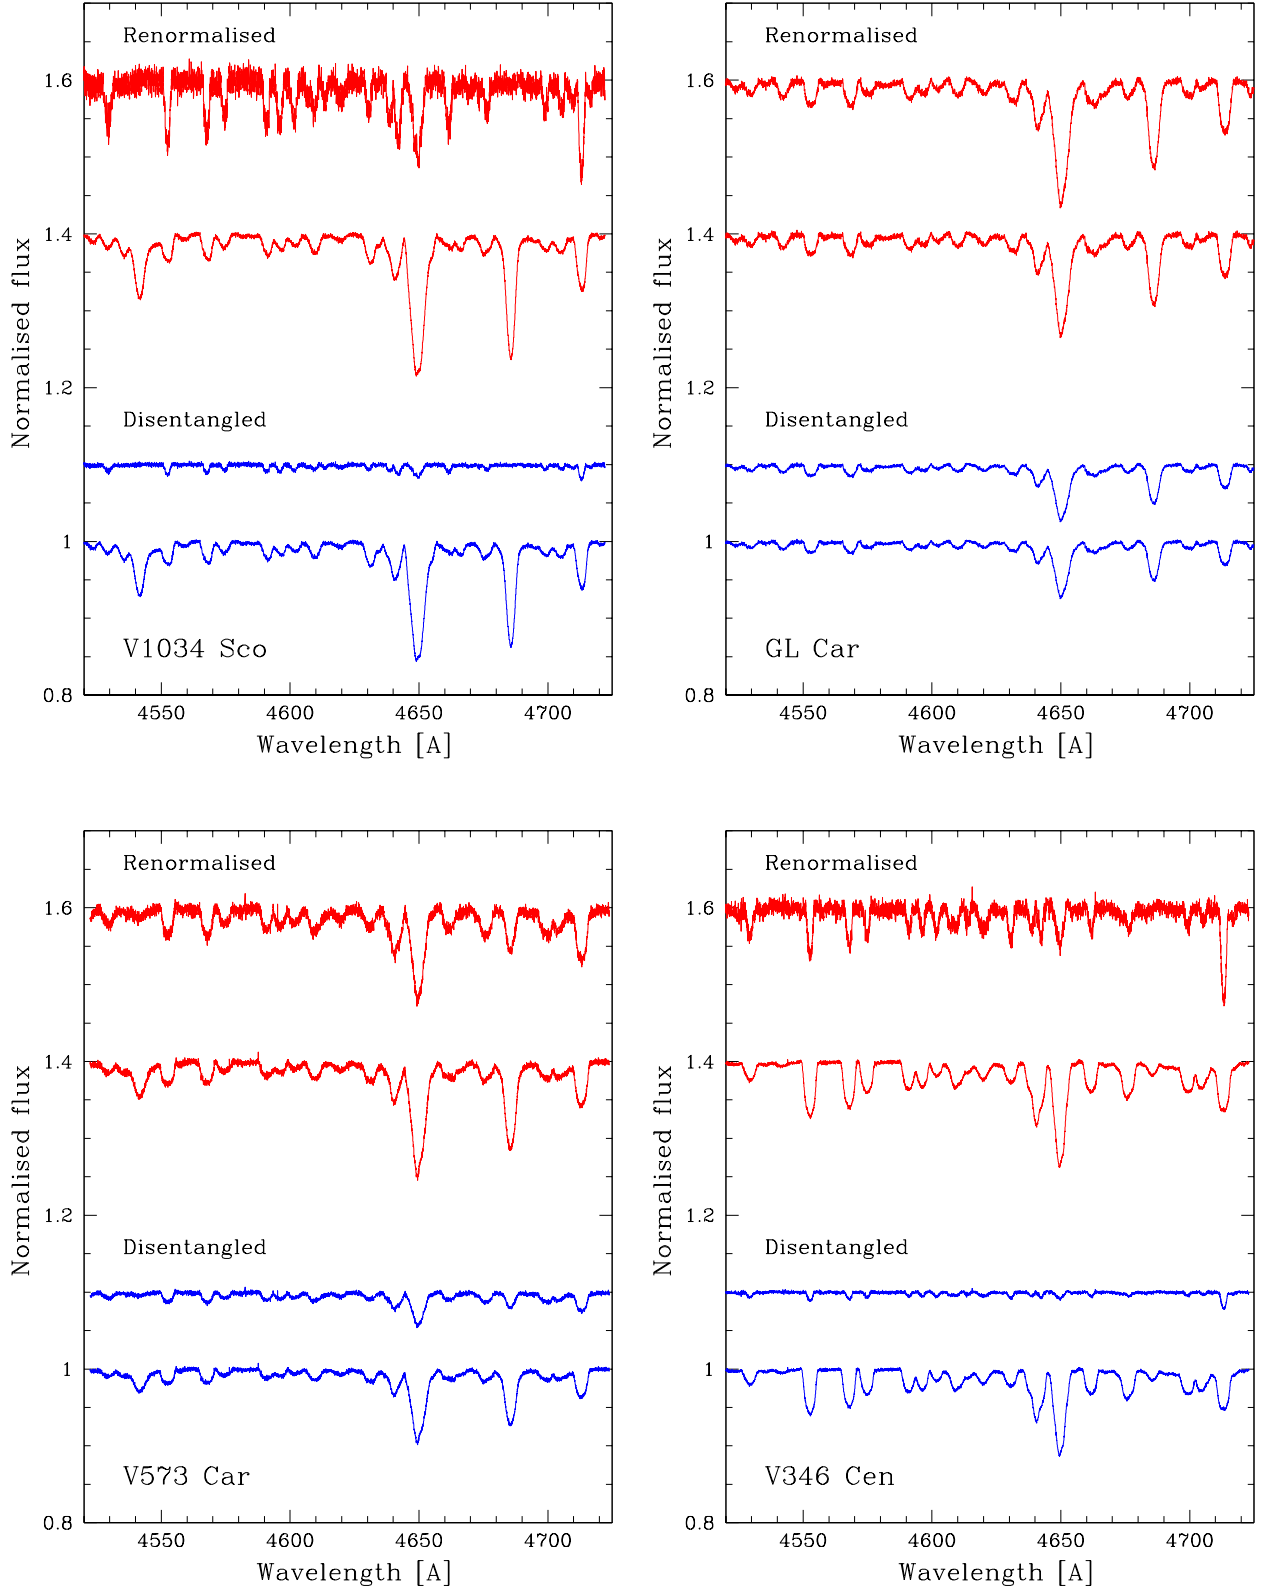 Renormalised
Disentangled
V1034 Sco
Normalised flux
1.6
1.4
1.2
1
0.8
4550 4600 4650 4700
Wavelength [A]
Renormalised
Disentangled
GL Car
Normalised flux
1.6
1.4
1.2
1
0.8
4550 4600 4650 4700
Wavelength [A]
Renormalised
Disentangled
V573 Car
Normalised flux
1.6
1.4
1.2
1
0.8
4550 4600 4650 4700
Wavelength [A]
Renormalised
Disentangled
V346 Cen
Normalised flux
1.6
1.4
1.2
1
0.8
4550 4600 4650 4700
Wavelength [A]